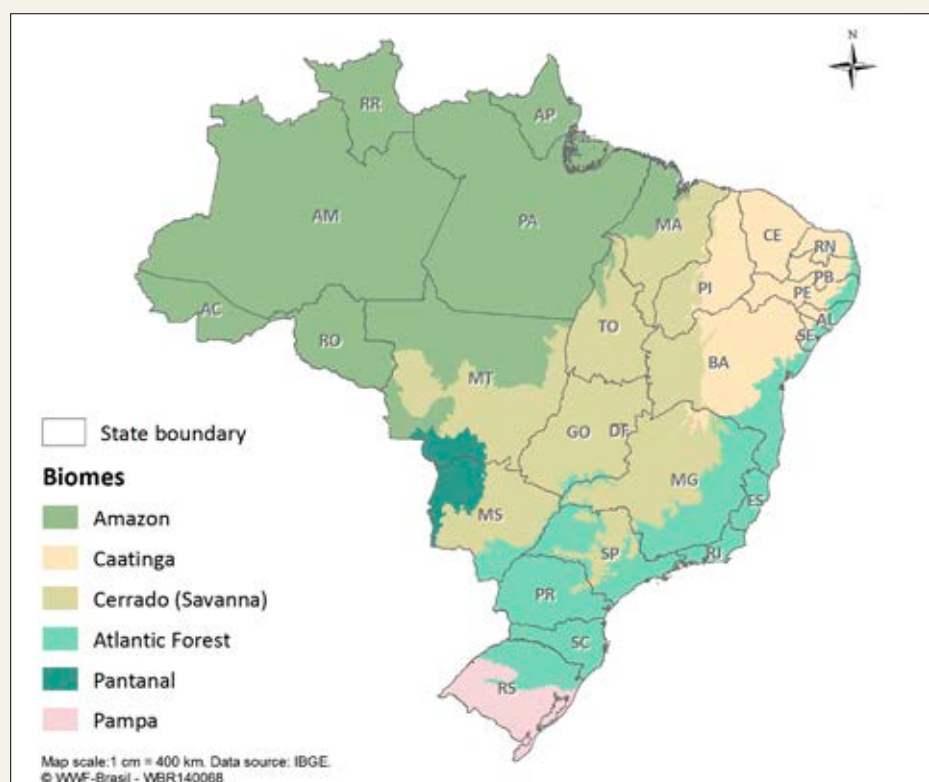 N
RR
AP
AM
PA
MA
CE
RN
PB
PI
PE
AC
AL
TO
SE
RO
BA
MT
GO
DF
State boundary
Biomes
MG
ES
MS
Amazon
SP
RJ
Caatinga
PR
Cerrado (Savanna)
Atlantic Forest
SC
Pantanal
RS
Pampa
Map scale:1 cm = 400 km. Data source: IBGE.
© WWF-Brasil - WBR140068